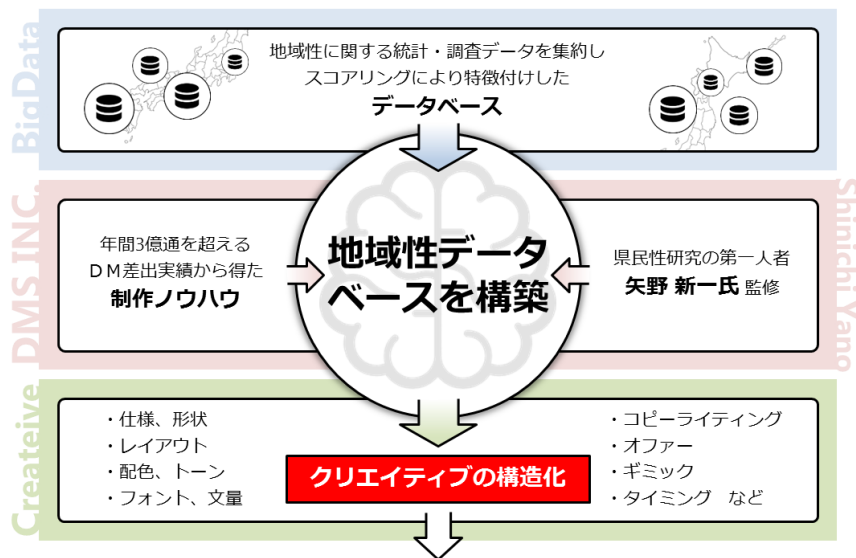 BigData
地域性に関する統計・調査データを集約し
スコアリングにより特徴付けした
データベース
DMS INC.
年間3億通を超える
ＤＭ差出実績から得た
制作ノウハウ
地域性データ
ベースを構築
県民性研究の第一人者
矢野 新一氏 監修
Shinichi Yano
Createive
・仕様、形状
・レイアウト
・配色、トーン
・フォント、文量
クリエイティブの構造化
・コピーライティング
・オファー
・ギミック
・タイミング　など